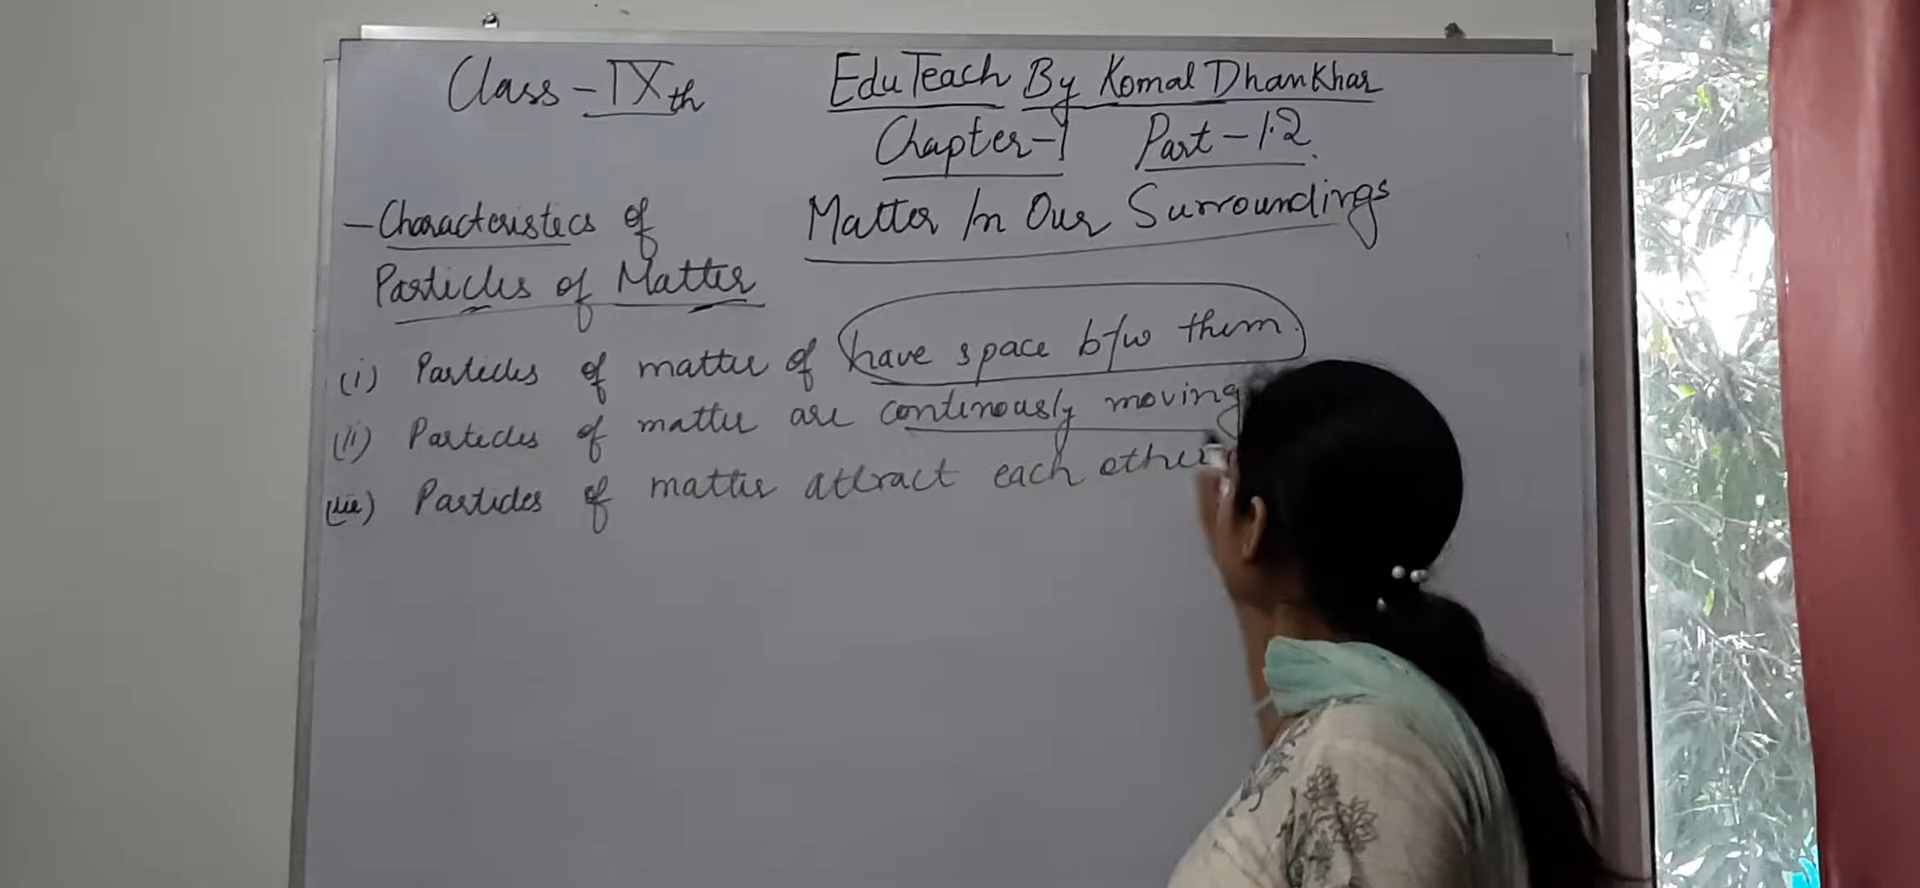 Class - IXth
EduTeach By Komal Dhankhar
Chapter-1 Part-1.2
Matter In Our Surroundings
- Characteristics of
Particles of Matter
(i) Particles of matter of have space b/w them.
(ii) Particles of matter are continously moving
(iii) Particles of matter attract each other